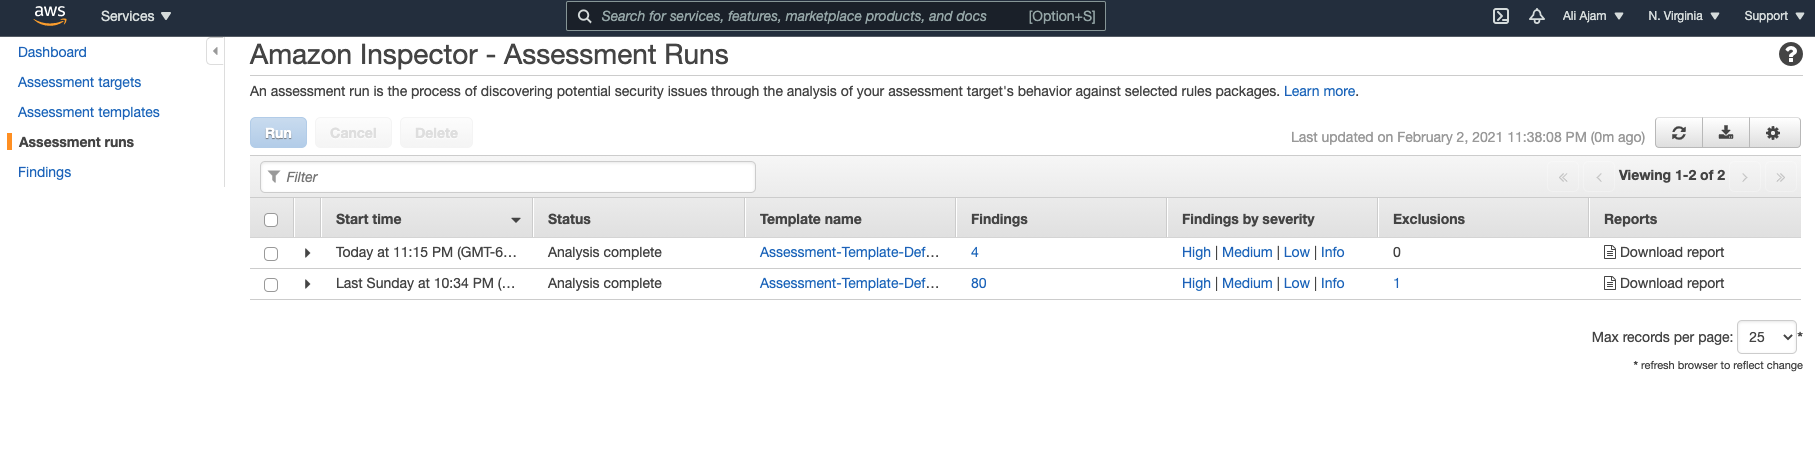 aws Services Search for services, features, marketplace products, and docs [Option+S] Ali Ajam N. Virginia Support
Dashboard
Assessment targets
Assessment templates
Assessment runs
Findings
Amazon Inspector - Assessment Runs ?
An assessment run is the process of discovering potential security issues through the analysis of your assessment target's behavior against selected rules packages. Learn more.
Run Cancel Delete Last updated on February 2, 2021 11:38:08 PM (0m ago)
Filter « ‹ Viewing 1-2 of 2 › »
Start time Status Template name Findings Findings by severity Exclusions Reports
Today at 11:15 PM (GMT-6... Analysis complete Assessment-Template-Def... 4 High | Medium | Low | Info 0 Download report
Last Sunday at 10:34 PM (... Analysis complete Assessment-Template-Def... 80 High | Medium | Low | Info 1 Download report
Max records per page: 25 *
* refresh browser to reflect change